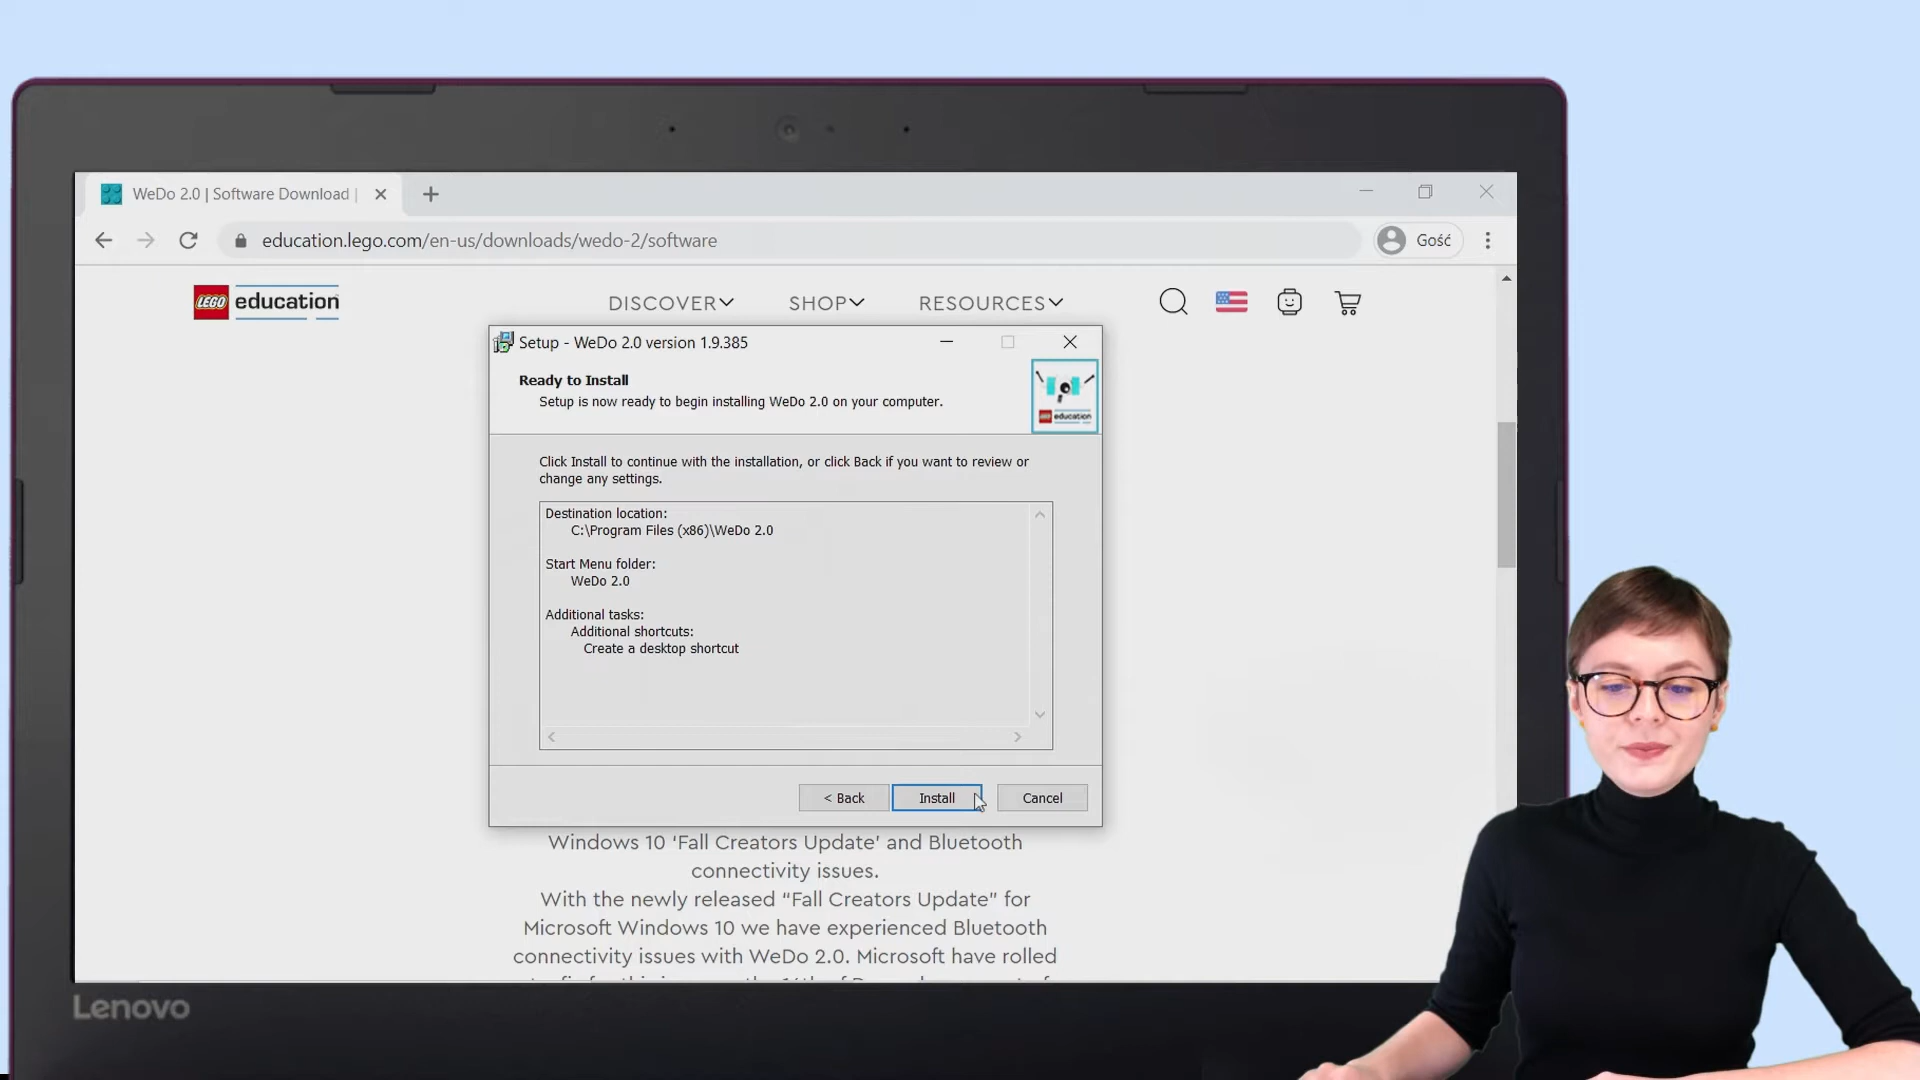 WeDo 2.0 | Software Download |
education.lego.com/en-us/downloads/wedo-2/software
Gość
LEGO education
DISCOVER
SHOP
RESOURCES
Setup - WeDo 2.0 version 1.9.385
Ready to Install
Setup is now ready to begin installing WeDo 2.0 on your computer.
LEGO education
Click Install to continue with the installation, or click Back if you want to review or
change any settings.
Destination location:
C:\Program Files (x86)\WeDo 2.0
Start Menu folder:
WeDo 2.0
Additional tasks:
Additional shortcuts:
Create a desktop shortcut
< Back
Install
Cancel
Windows 10 ‘Fall Creators Update’ and Bluetooth
connectivity issues.
With the newly released “Fall Creators Update” for
Microsoft Windows 10 we have experienced Bluetooth
connectivity issues with WeDo 2.0. Microsoft have rolled
Lenovo